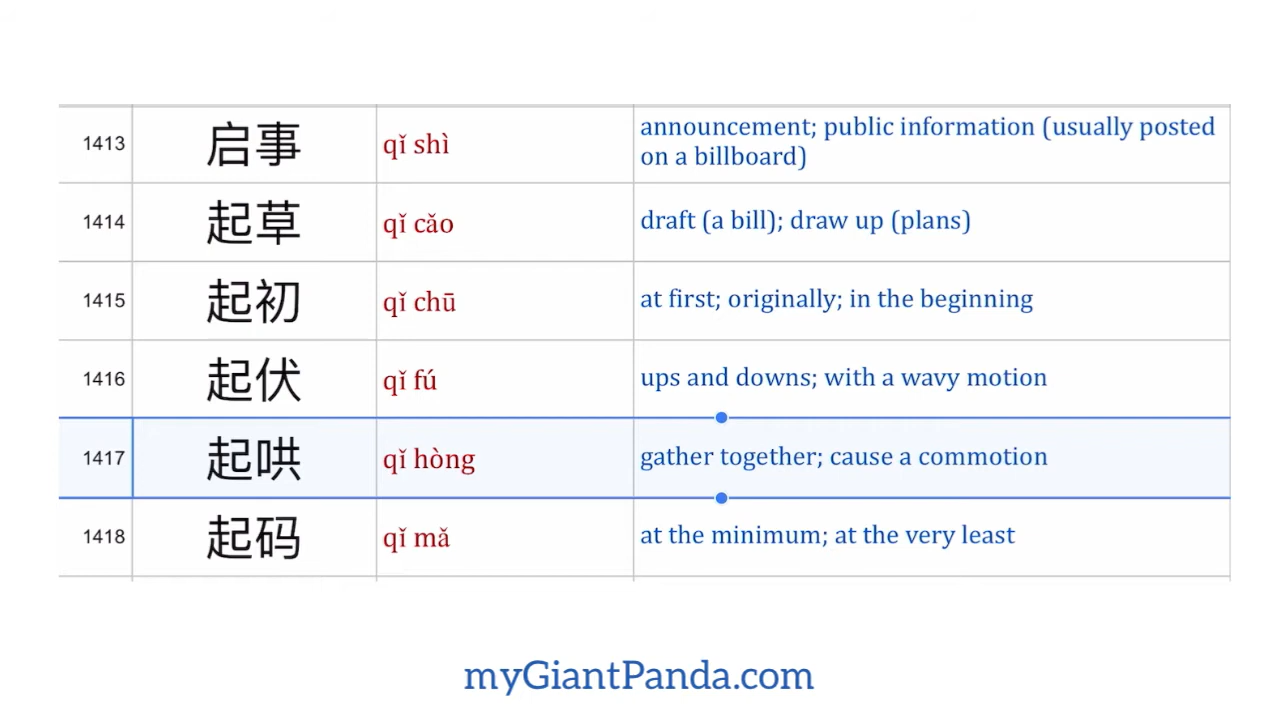 1413 启事 qǐ shì announcement; public information (usually posted
on a billboard)
1414 起草 qǐ cǎo draft (a bill); draw up (plans)
1415 起初 qǐ chū at first; originally; in the beginning
1416 起伏 qǐ fú ups and downs; with a wavy motion
1417 起哄 qǐ hòng gather together; cause a commotion
1418 起码 qǐ mǎ at the minimum; at the very least
myGiantPanda.com